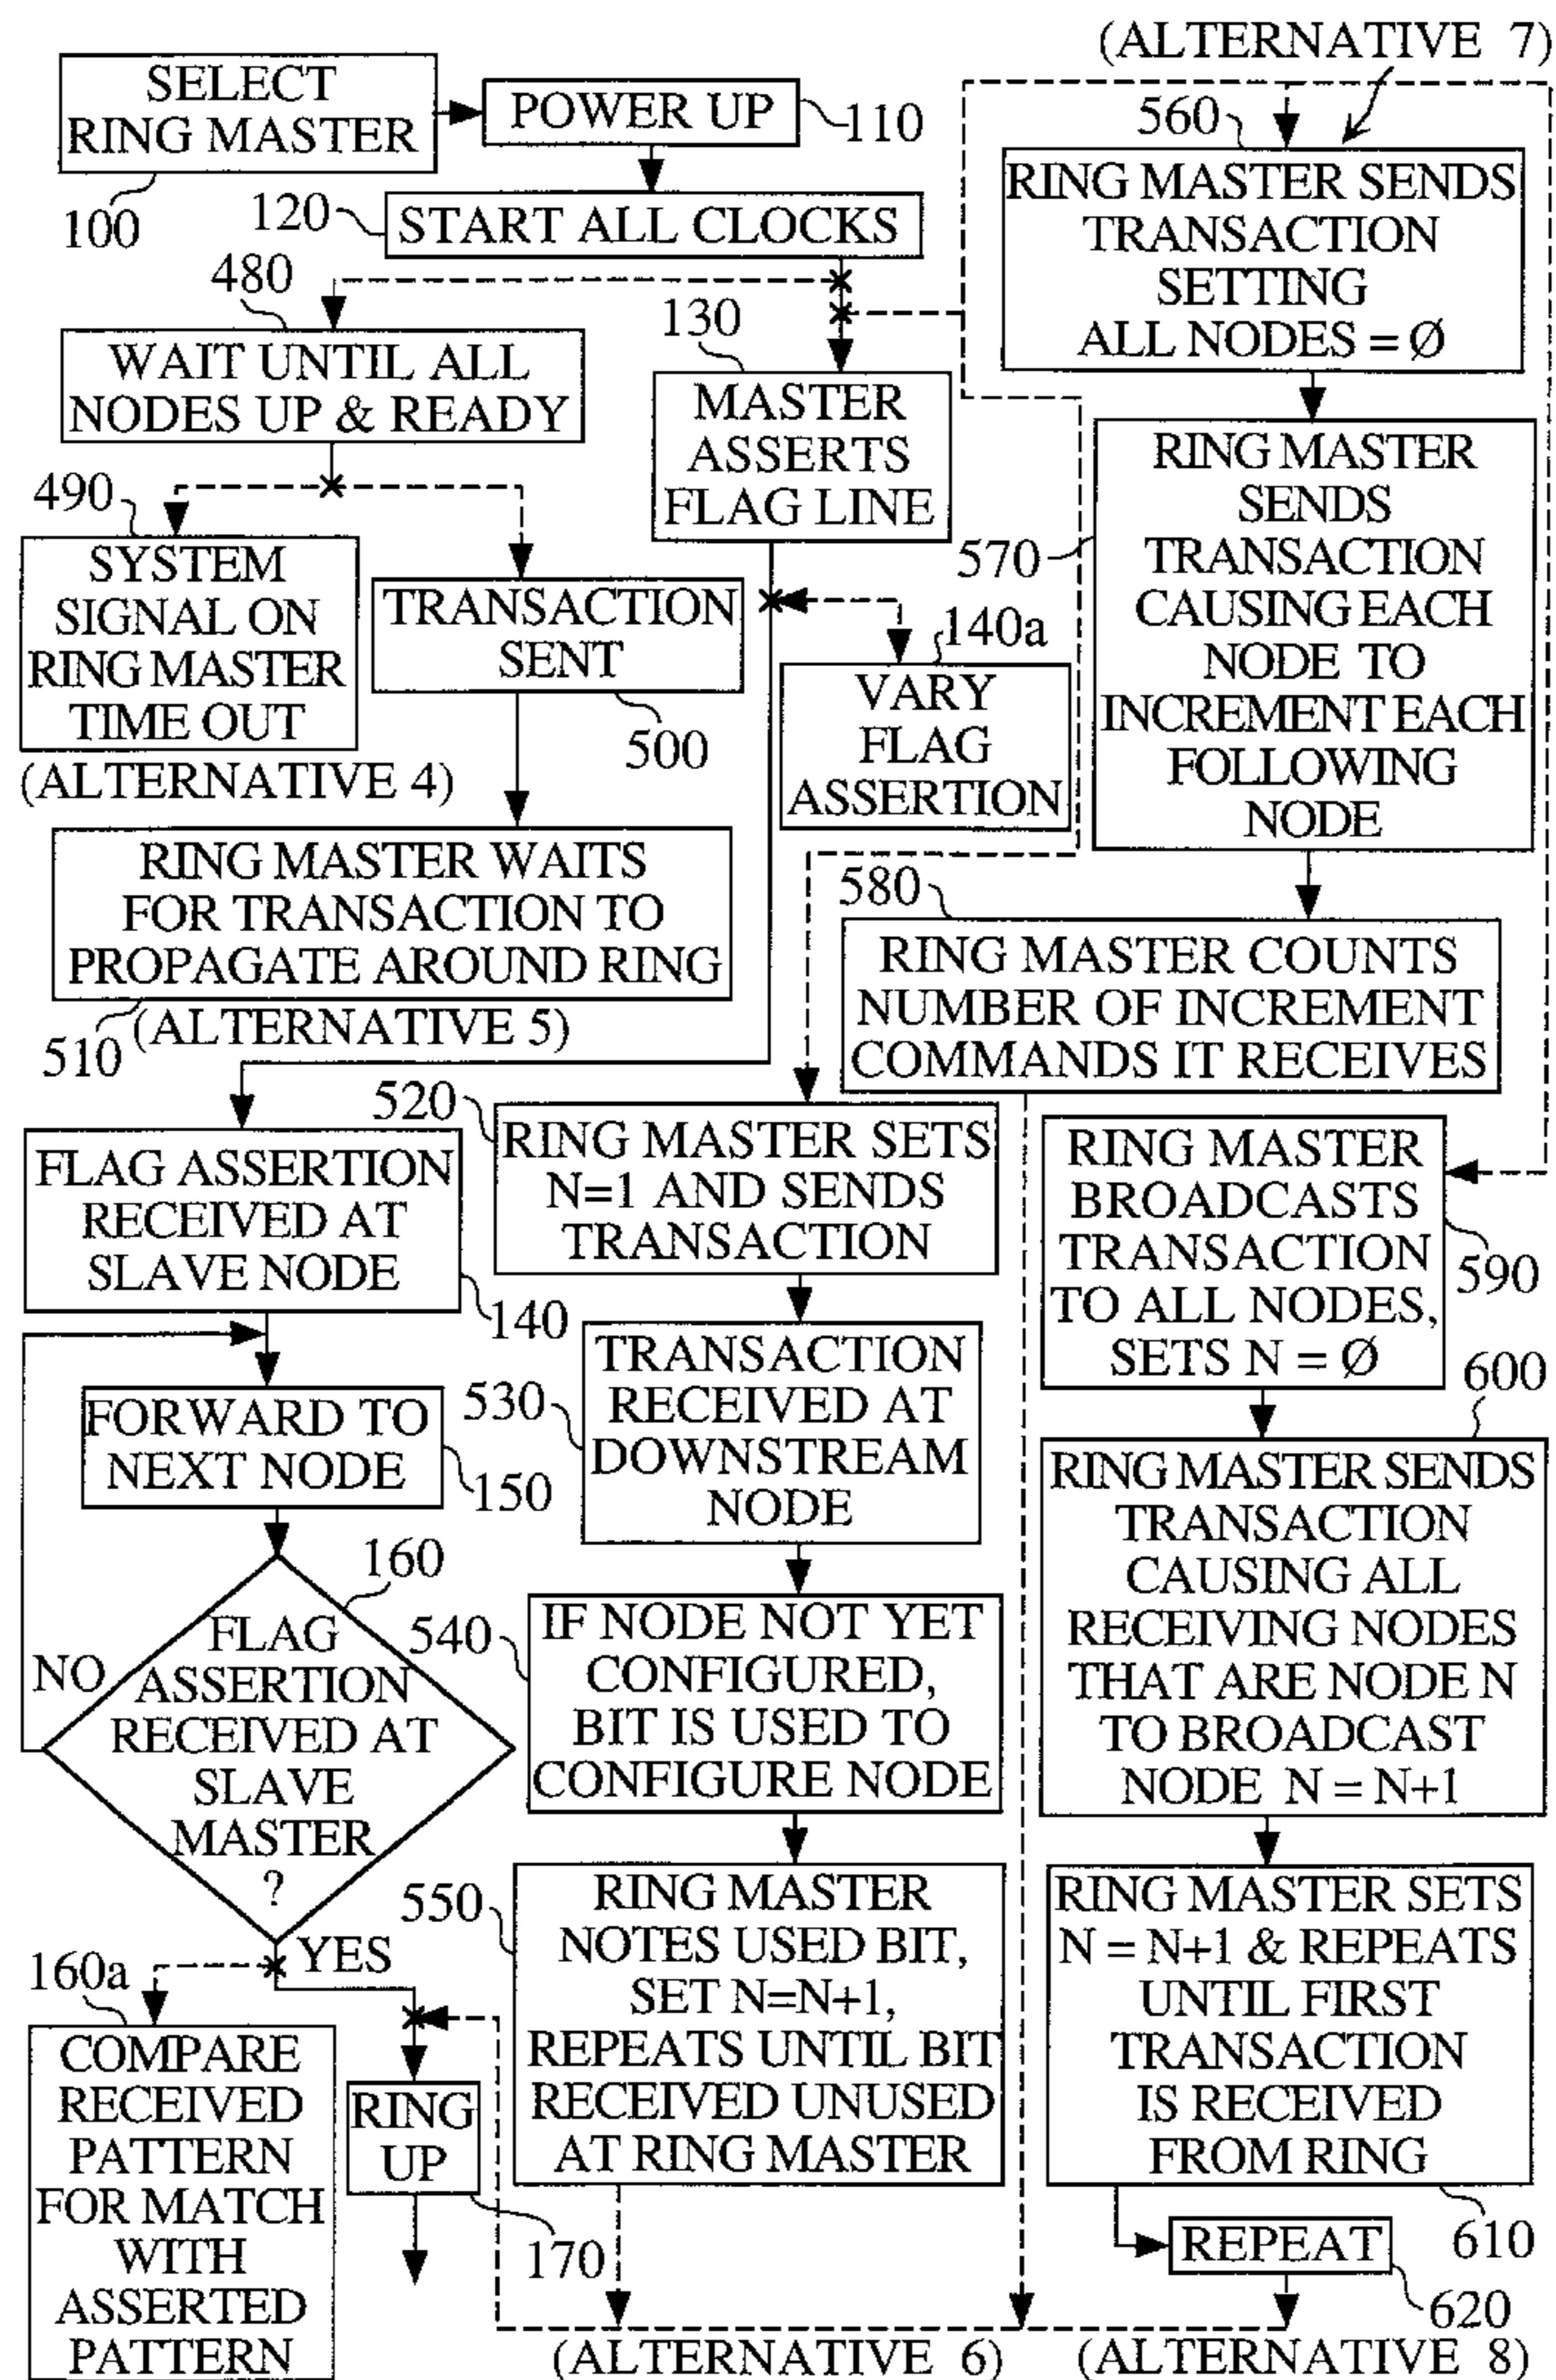 (ALTERNATIVE 7)
SELECT
RING MASTER
100
POWER UP
110
120
START ALL CLOCKS
480
WAIT UNTIL ALL
NODES UP & READY
130
MASTER
ASSERTS
FLAG LINE
490
SYSTEM
SIGNAL ON
RING MASTER
TIME OUT
(ALTERNATIVE 4)
TRANSACTION
SENT
500
140a
VARY
FLAG
ASSERTION
RING MASTER WAITS
FOR TRANSACTION TO
PROPAGATE AROUND RING
510
(ALTERNATIVE 5)
560
RING MASTER SENDS
TRANSACTION
SETTING
ALL NODES = Ø
570
RING MASTER
SENDS
TRANSACTION
CAUSING EACH
NODE TO
INCREMENT EACH
FOLLOWING
NODE
580
RING MASTER COUNTS
NUMBER OF INCREMENT
COMMANDS IT RECEIVES
FLAG ASSERTION
RECEIVED AT
SLAVE NODE
140
FORWARD TO
NEXT NODE
150
160
FLAG
ASSERTION
RECEIVED AT
SLAVE
MASTER
?
NO
YES
160a
COMPARE
RECEIVED
PATTERN
FOR MATCH
WITH
ASSERTED
PATTERN
RING
UP
170
520
RING MASTER SETS
N=1 AND SENDS
TRANSACTION
530
TRANSACTION
RECEIVED AT
DOWNSTREAM
NODE
540
IF NODE NOT YET
CONFIGURED,
BIT IS USED TO
CONFIGURE NODE
550
RING MASTER
NOTES USED BIT,
SET N=N+1,
REPEATS UNTIL BIT
RECEIVED UNUSED
AT RING MASTER
(ALTERNATIVE 6)
RING MASTER
BROADCASTS
TRANSACTION
TO ALL NODES,
SETS N = Ø
590
600
RING MASTER SENDS
TRANSACTION
CAUSING ALL
RECEIVING NODES
THAT ARE NODE N
TO BROADCAST
NODE N = N+1
RING MASTER SETS
N = N+1 & REPEATS
UNTIL FIRST
TRANSACTION
IS RECEIVED
FROM RING
610
REPEAT
620
(ALTERNATIVE 8)